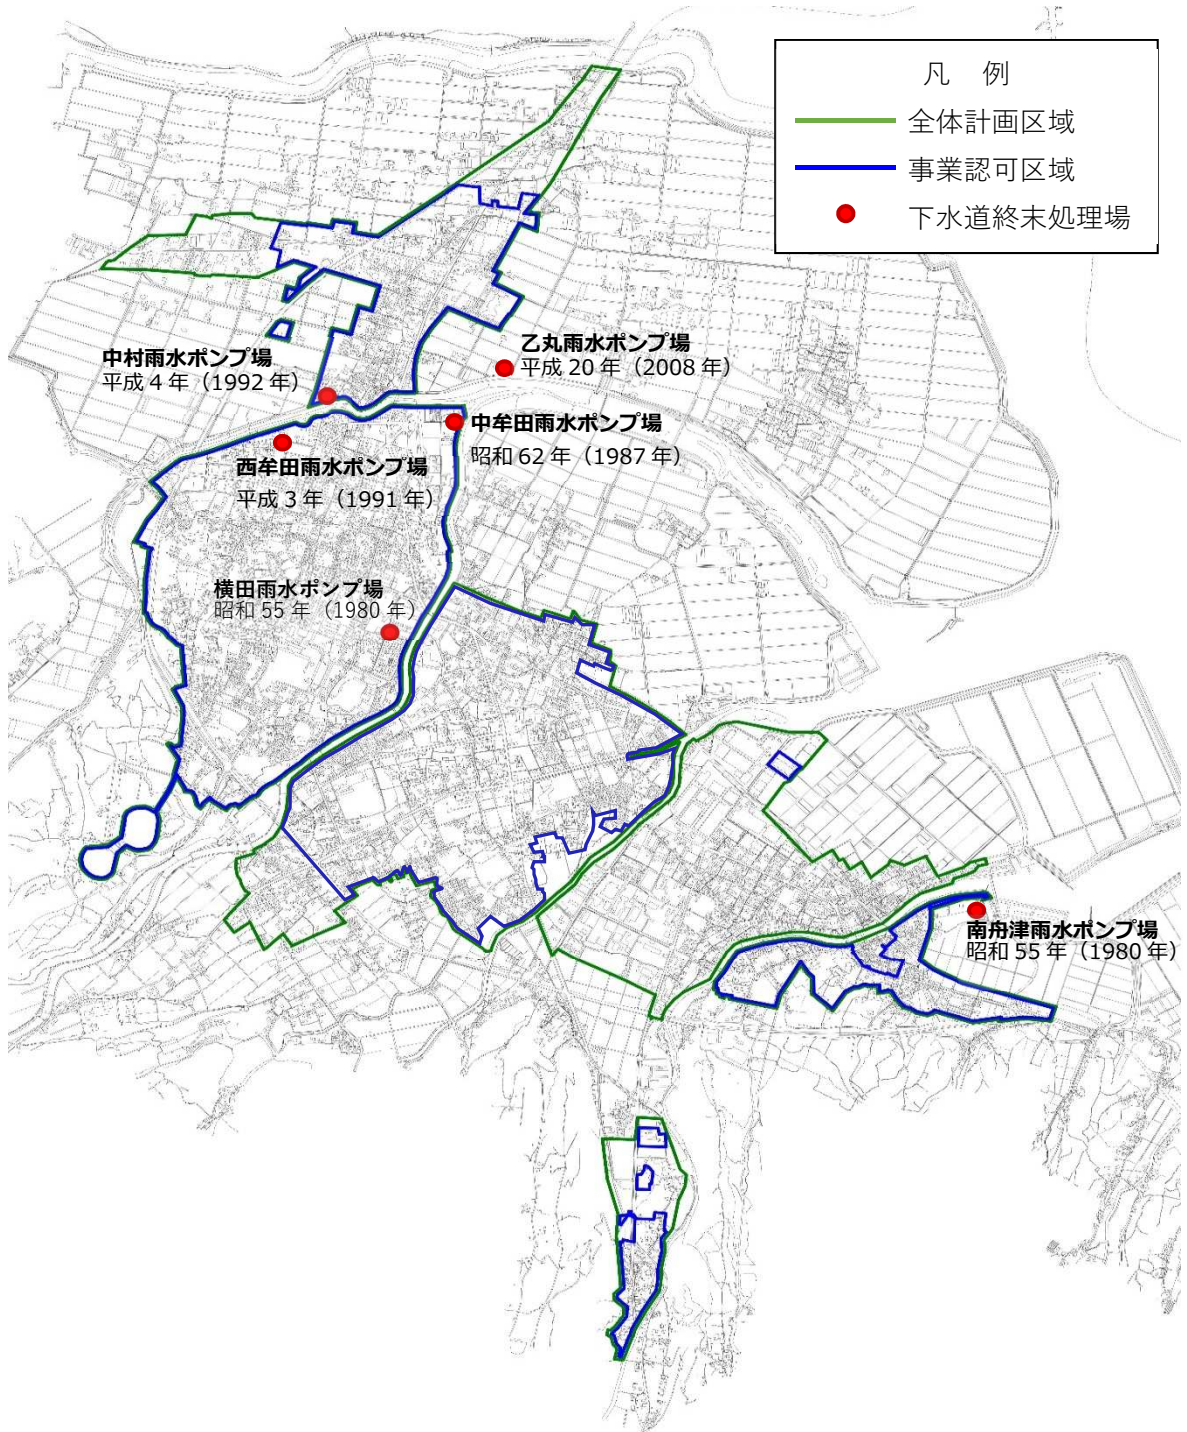 凡　例
全体計画区域
事業認可区域
下水道終末処理場
中村雨水ポンプ場
平成 4 年（1992 年）
乙丸雨水ポンプ場
平成 20 年（2008 年）
中牟田雨水ポンプ場
昭和 62 年（1987 年）
西牟田雨水ポンプ場
平成 3 年（1991 年）
横田雨水ポンプ場
昭和 55 年（1980 年）
南舟津雨水ポンプ場
昭和 55 年（1980 年）